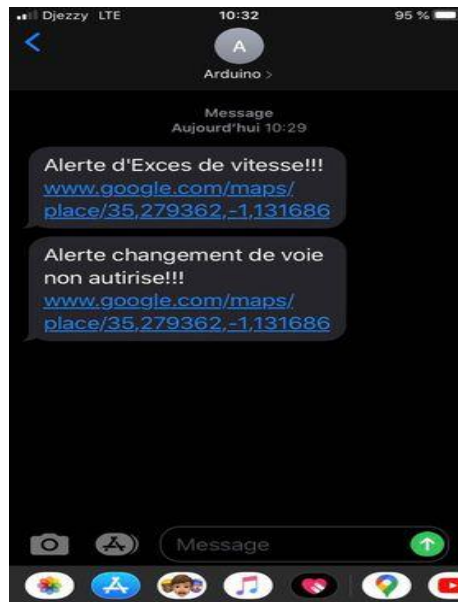 Djezzy LTE 10:32 95 %
A
Arduino >
Message
Aujourd'hui 10:29
Alerte d'Exces de vitesse!!!
www.google.com/maps/
place/35,279362,-1,131686
Alerte changement de voie
non autirise!!!
www.google.com/maps/
place/35,279362,-1,131686
Message